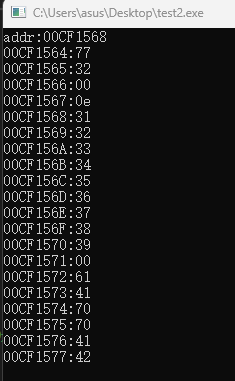 C:\Users\asus\Desktop\test2.exe
addr:00CF1568
00CF1564:77
00CF1565:32
00CF1566:00
00CF1567:0e
00CF1568:31
00CF1569:32
00CF156A:33
00CF156B:34
00CF156C:35
00CF156D:36
00CF156E:37
00CF156F:38
00CF1570:39
00CF1571:00
00CF1572:61
00CF1573:41
00CF1574:70
00CF1575:70
00CF1576:41
00CF1577:42